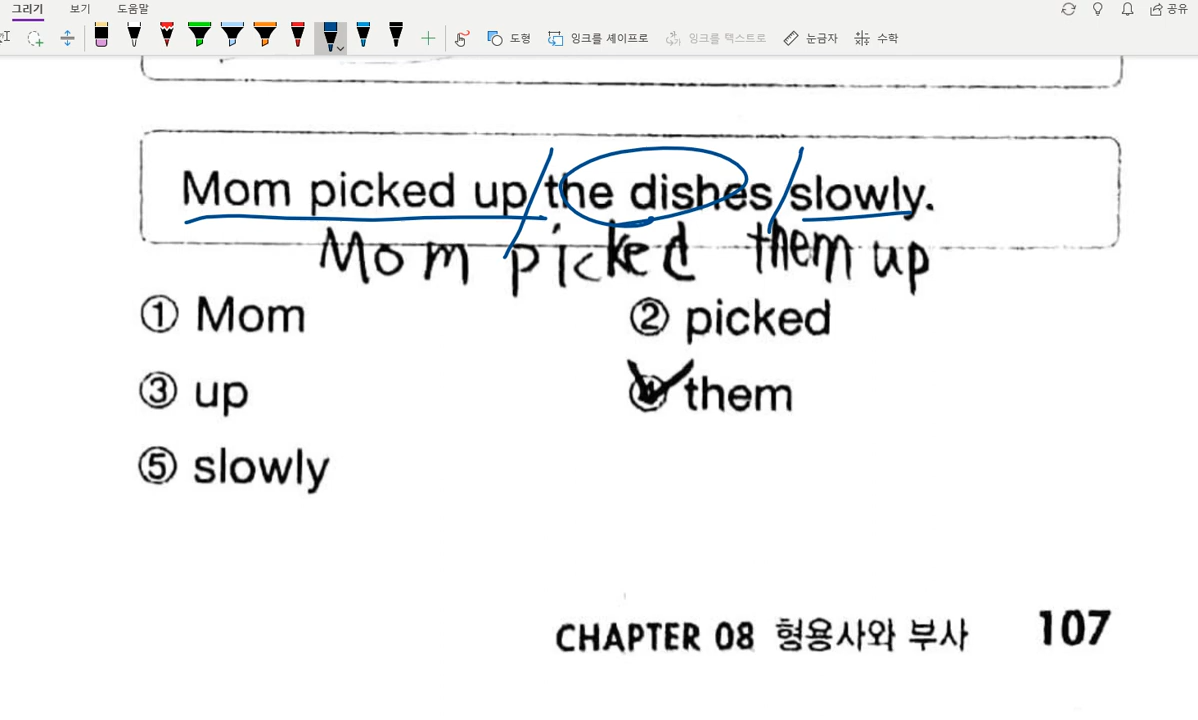 그리기 보기 도움말 공유
도형 잉크를 셰이프로 잉크를 텍스트로 눈금자 수학
Mom picked up / the dishes / slowly.
Mom picked them up
① Mom
② picked
③ up
④ them
⑤ slowly
CHAPTER 08 형용사와 부사 107